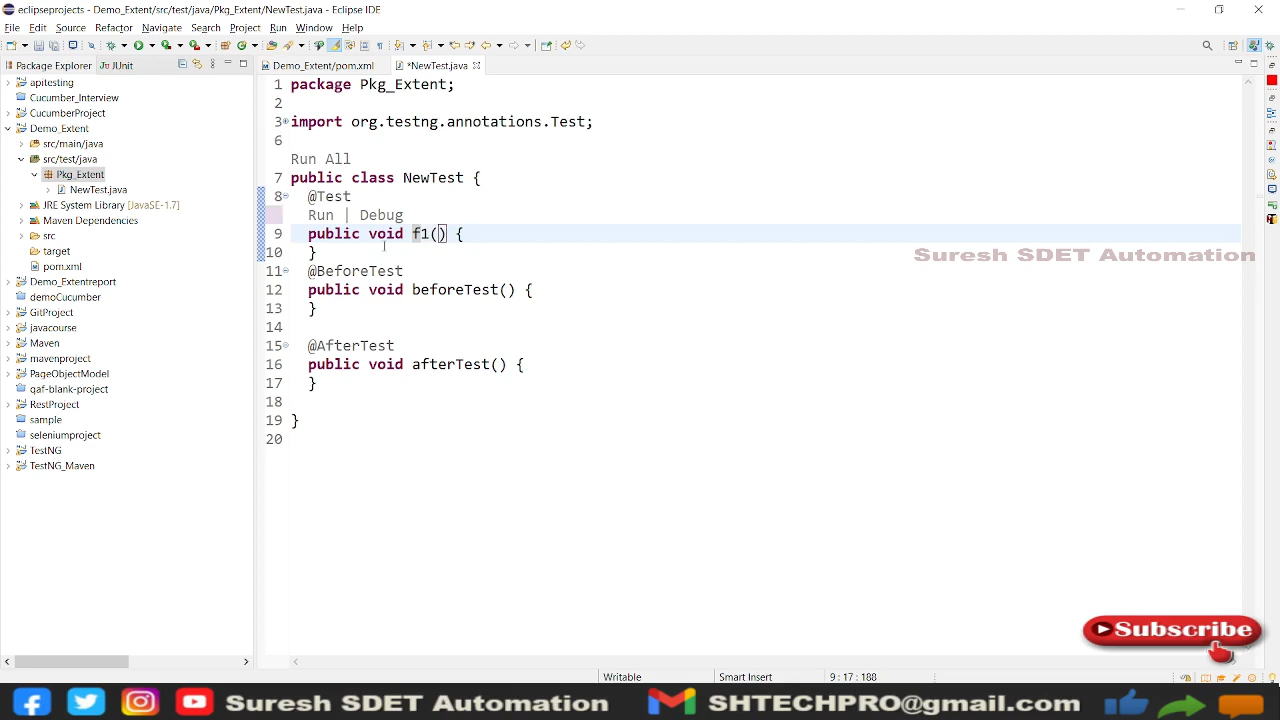 eclipseprojects - Demo_Extent/src/test/java/Pkg_Extent/NewTest.java - Eclipse IDE
File Edit Source Refactor Navigate Search Project Run Window Help
Package Explorer JUnit
Demo_Extent/pom.xml *NewTest.java
apitesting
Cucumber_Interview
CucumberProject
Demo_Extent
src/main/java
src/test/java
Pkg_Extent
NewTest.java
JRE System Library [JavaSE-1.7]
Maven Dependencies
src
target
pom.xml
Demo_Extentreport
demoCucumber
GitProject
javacourse
Maven
mavenproject
PageObjectModel
qaf-blank-project
RestProject
sample
seleniumproject
TestNG
TestNG_Maven
1 package Pkg_Extent;
2
3 import org.testng.annotations.Test;
6
Run All
7 public class NewTest {
8 @Test
Run | Debug
9 public void f1() {
10 }
11 @BeforeTest
12 public void beforeTest() {
13 }
14
15 @AfterTest
16 public void afterTest() {
17 }
18
19 }
20
Suresh SDET Automation
Subscribe
Writable Smart Insert 9 : 17 : 188
Suresh SDET Automation SHTECHPRO@gmail.com